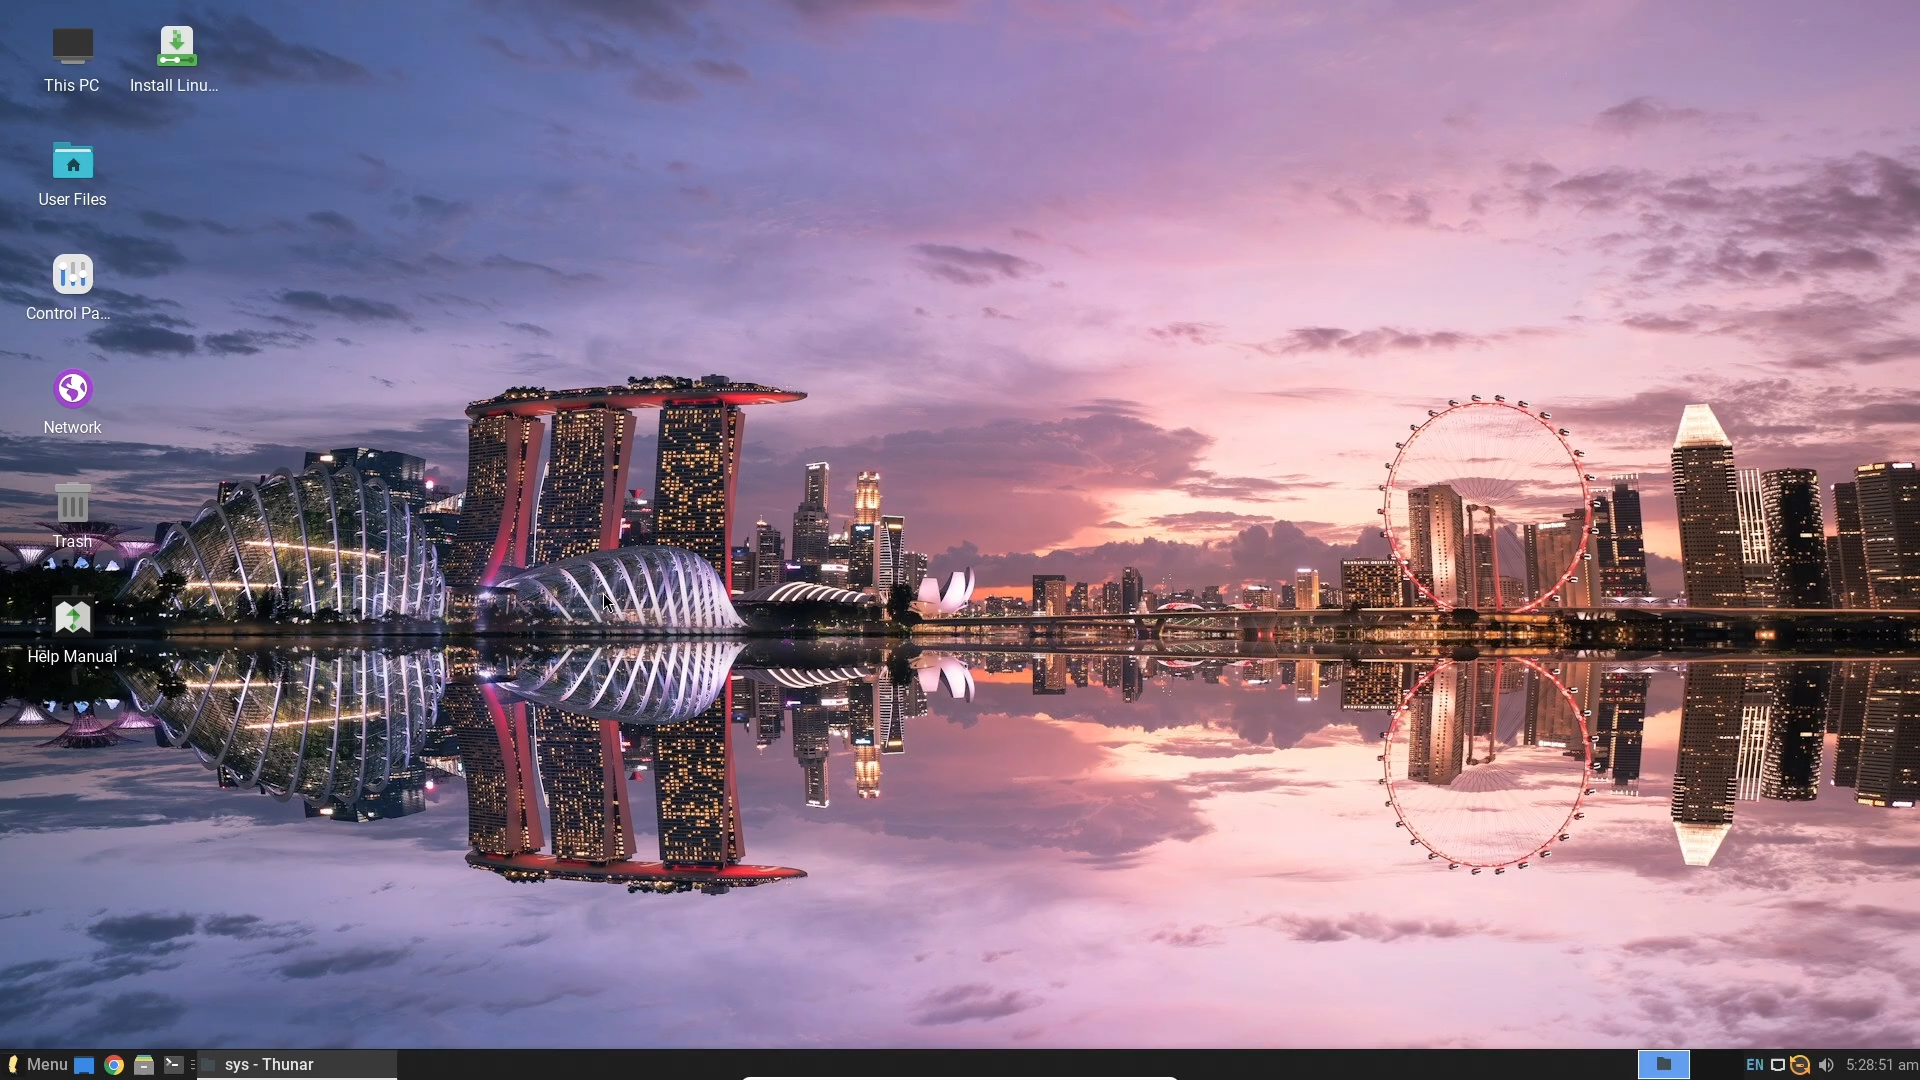 This PC
Install Linu...
User Files
Control Pa...
Network
Trash
Help Manual
Menu
sys - Thunar
EN
5:28:51 am